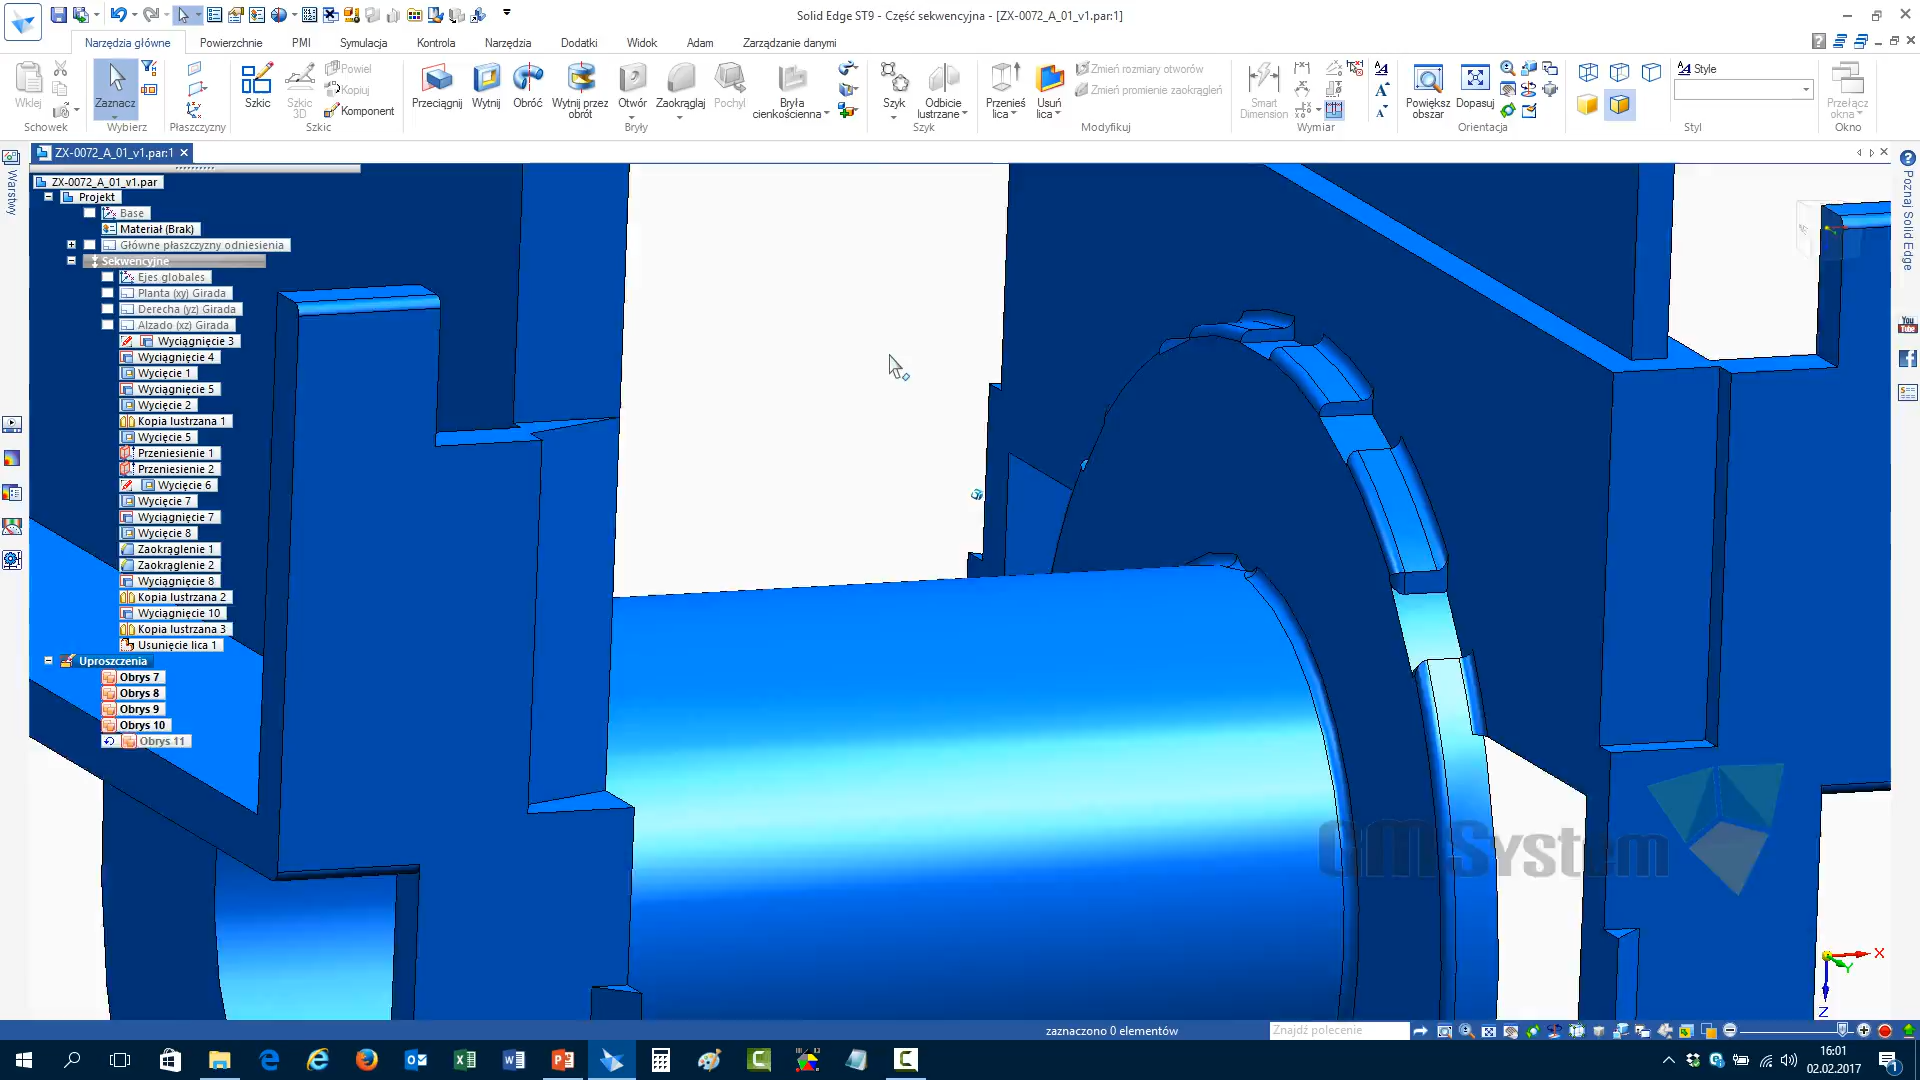 Solid Edge ST9 - Część sekwencyjna - [ZX-0072_A_01_v1.par:1]
Narzędzia główne Powierzchnie PMI Symulacja Kontrola Narzędzia Dodatki Widok Adam Zarządzanie danymi
Wklej
Schowek
Zaznacz
Wybierz
Płaszczyzny
Szkic
Szkic 3D
Powiel
Kopiuj
Komponent
Szkic
Przeciągnij
Wytnij
Obróć
Wytnij przez obrót
Otwór
Zaokrąglaj
Pochyl
Bryła cienkościenna
Bryły
Szyk
Odbicie lustrzane
Szyk
Przenieś lica
Usuń lica
Zmień rozmiary otworów
Zmień promienie zaokrągleń
Modyfikuj
Smart Dimension
Wymiar
Powiększ obszar
Dopasuj
Orientacja
Style
Styl
Przełącz okna
Okno
ZX-0072_A_01_v1.par:1
Warstwy
Poznaj Solid Edge
ZX-0072_A_01_v1.par
Projekt
Base
Materiał (Brak)
Główne płaszczyzny odniesienia
Sekwencyjne
Ejes globales
Planta (xy) Girada
Derecha (yz) Girada
Alzado (xz) Girada
Wyciągnięcie 3
Wyciągnięcie 4
Wycięcie 1
Wyciągnięcie 5
Wycięcie 2
Kopia lustrzana 1
Wycięcie 5
Przeniesienie 1
Przeniesienie 2
Wycięcie 6
Wycięcie 7
Wyciągnięcie 7
Wycięcie 8
Zaokrąglenie 1
Zaokrąglenie 2
Wyciągnięcie 8
Kopia lustrzana 2
Wyciągnięcie 10
Kopia lustrzana 3
Usunięcie lica 1
Uproszczenia
Obrys 7
Obrys 8
Obrys 9
Obrys 10
Obrys 11
You Tube
GM System
X
Y
Z
zaznaczono 0 elementów
Znajdź polecenie
16:01
02.02.2017